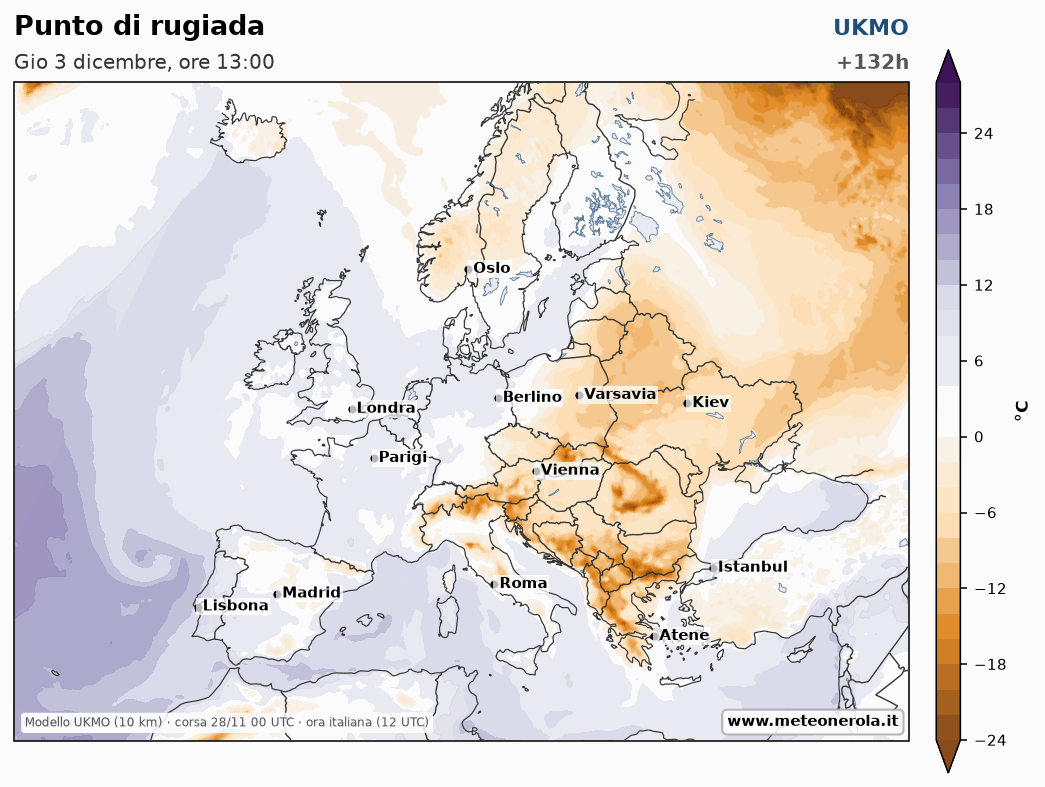 Punto di rugiada
UKMO
Gio 3 dicembre, ore 13:00
+132h
24
18
12
6
0
−6
−12
−18
−24
°C
Oslo
Berlino
Varsavia
Kiev
Londra
Parigi
Vienna
Istanbul
Roma
Madrid
Lisbona
Atene
Modello UKMO (10 km) · corsa 28/11 00 UTC · ora italiana (12 UTC)
www.meteonerola.it